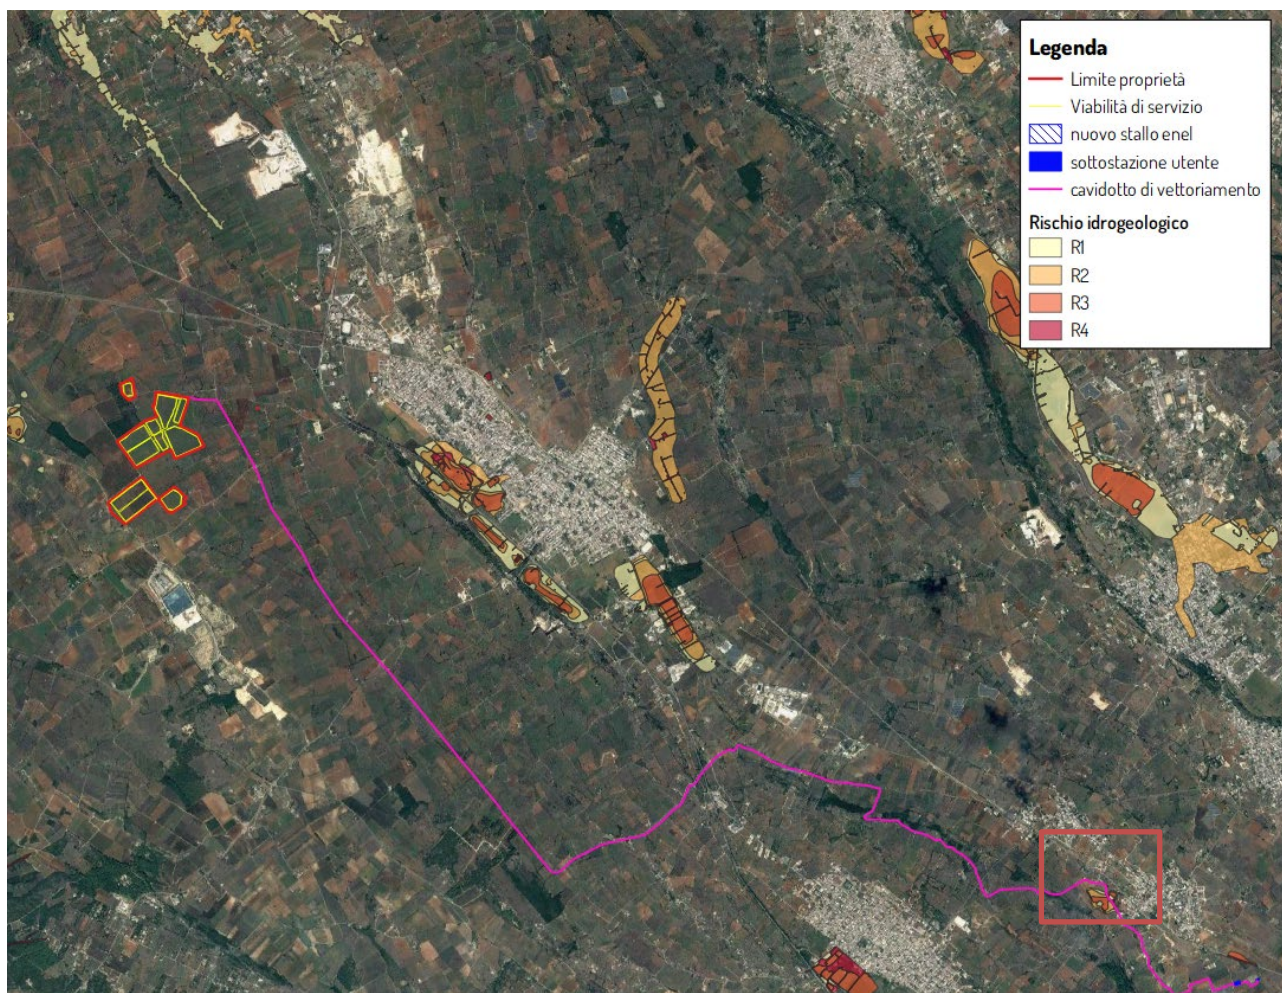 Legenda
Limite proprietà
Viabilità di servizio
nuovo stallo enel
sottostazione utente
cavidotto di vettoriamento
Rischio idrogeologico
R1
R2
R3
R4